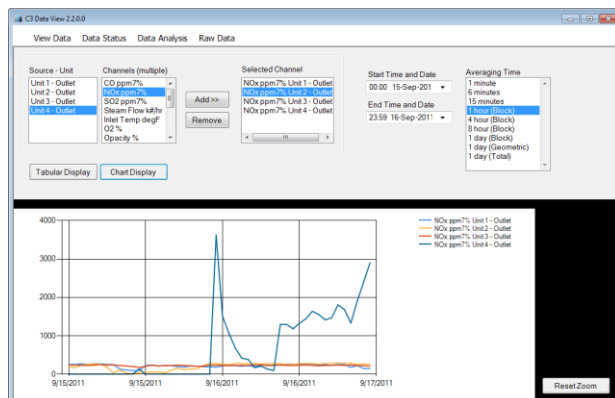 C3 Data View 2.2.0.0
View Data Data Status Data Analysis Raw Data
Source - Unit
Unit 1 - Outlet
Unit 2 - Outlet
Unit 3 - Outlet
Unit 4 - Outlet
Channels (multiple)
CO ppm7%
NOx ppm7%
SO2 ppm7%
Steam Flow k#/hr
Inlet Temp degF
O2 %
Opacity %
Add >>
Remove
Selected Channel
NOx ppm7% Unit 1 - Outlet
NOx ppm7% Unit 2 - Outlet
NOx ppm7% Unit 3 - Outlet
NOx ppm7% Unit 4 - Outlet
Start Time and Date
00:00 15-Sep-201
End Time and Date
23:59 16-Sep-2011
Averaging Time
1 minute
6 minutes
15 minutes
1 hour (Block)
4 hour (Block)
8 hour (Block)
1 day (Block)
1 day (Geometric)
1 day (Total)
Tabular Display
Chart Display
4000
3000
2000
1000
0
9/15/2011 9/15/2011 9/16/2011 9/16/2011 9/17/2011
NOx ppm7% Unit 1 - Outlet
NOx ppm7% Unit 2 - Outlet
NOx ppm7% Unit 3 - Outlet
NOx ppm7% Unit 4 - Outlet
Reset Zoom